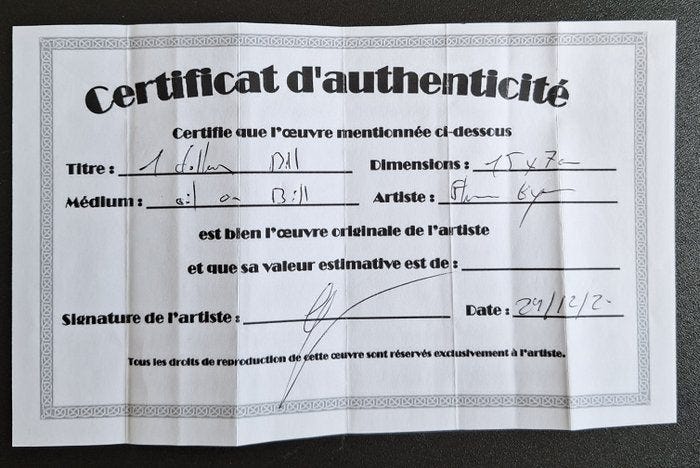 Certificat d'authenticité
Certifie que l'œuvre mentionnée ci-dessous
Titre : 1 dollar Bill Dimensions : 15x7cm
Médium : oil on Bill Artiste :
est bien l'œuvre originale de l'artiste
et que sa valeur estimative est de :
Signature de l'artiste : Date :
Tous les droits de reproduction de cette œuvre sont réservés exclusivement à l'artiste.